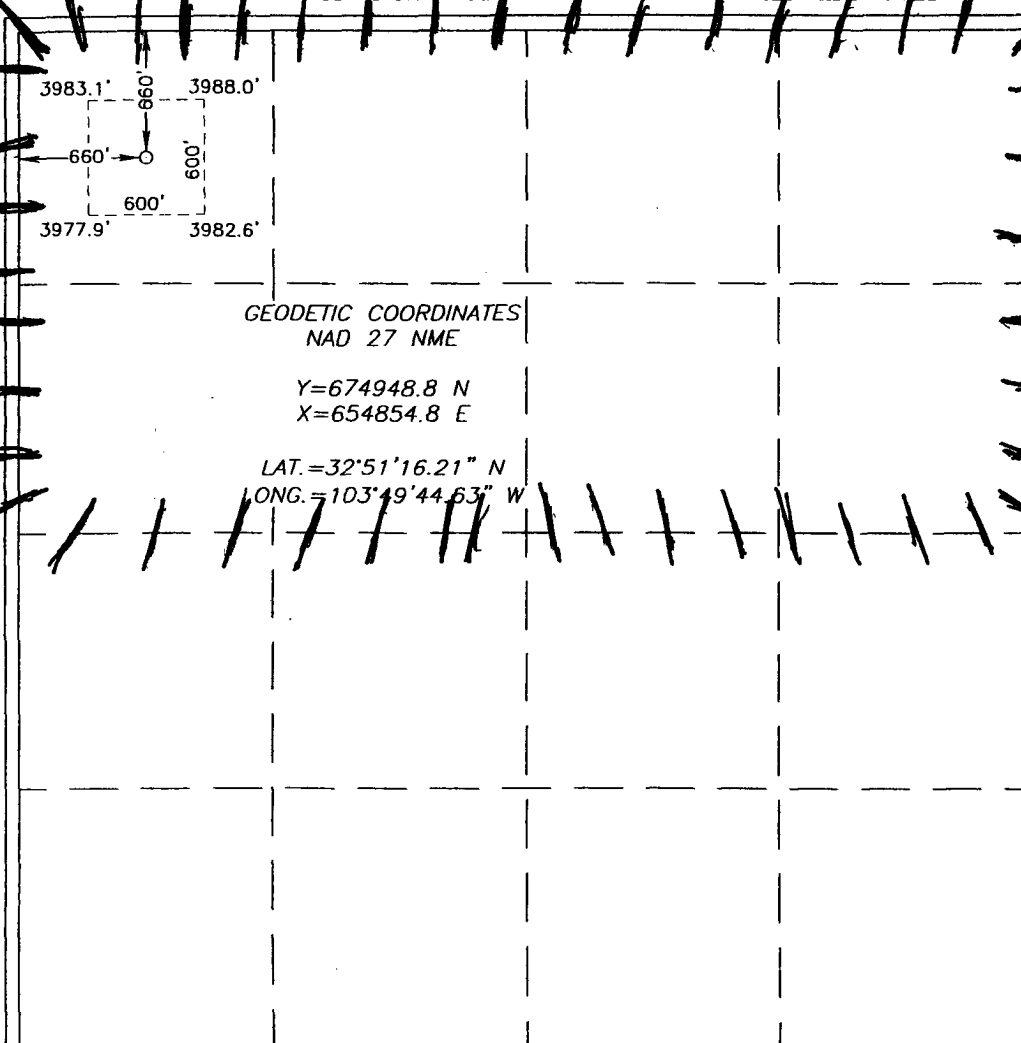 3983.1' 660' 3988.0'
660' 600'
600'
3977.9' 3982.6'
GEODETIC COORDINATES
NAD 27 NME
Y=674948.8 N
X=654854.8 E
LAT.=32°51'16.21" N
LONG.=103°49'44.63" W